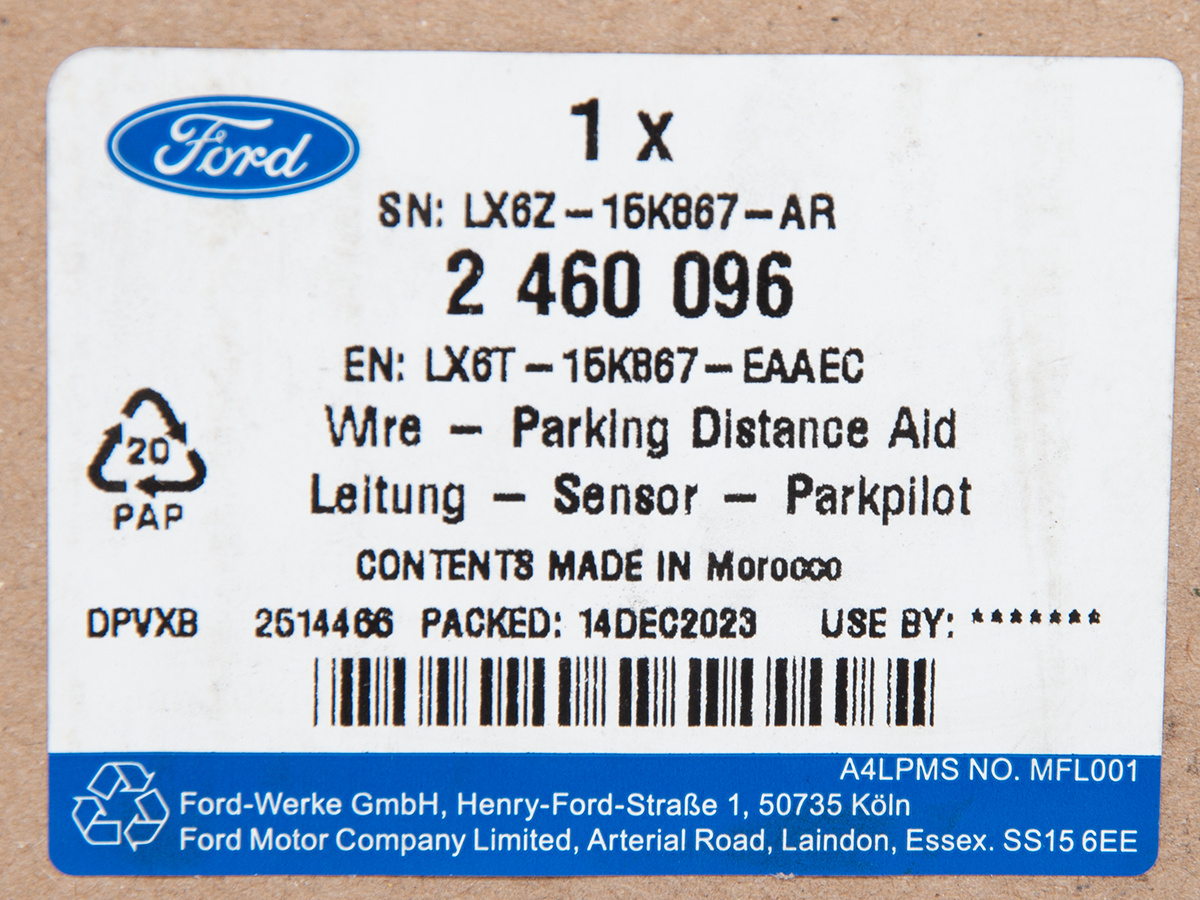 Ford
1 x
SN: LX6Z-15K867-AR
2 460 096
EN: LX6T-15K867-EAAEC
Wire - Parking Distance Aid
Leitung - Sensor - Parkpilot
20
PAP
CONTENTS MADE IN Morocco
DPVXB 2514466 PACKED: 14DEC2023 USE BY: *******
A4LPMS NO. MFL001
Ford-Werke GmbH, Henry-Ford-Straße 1, 50735 Köln
Ford Motor Company Limited, Arterial Road, Laindon, Essex. SS15 6EE